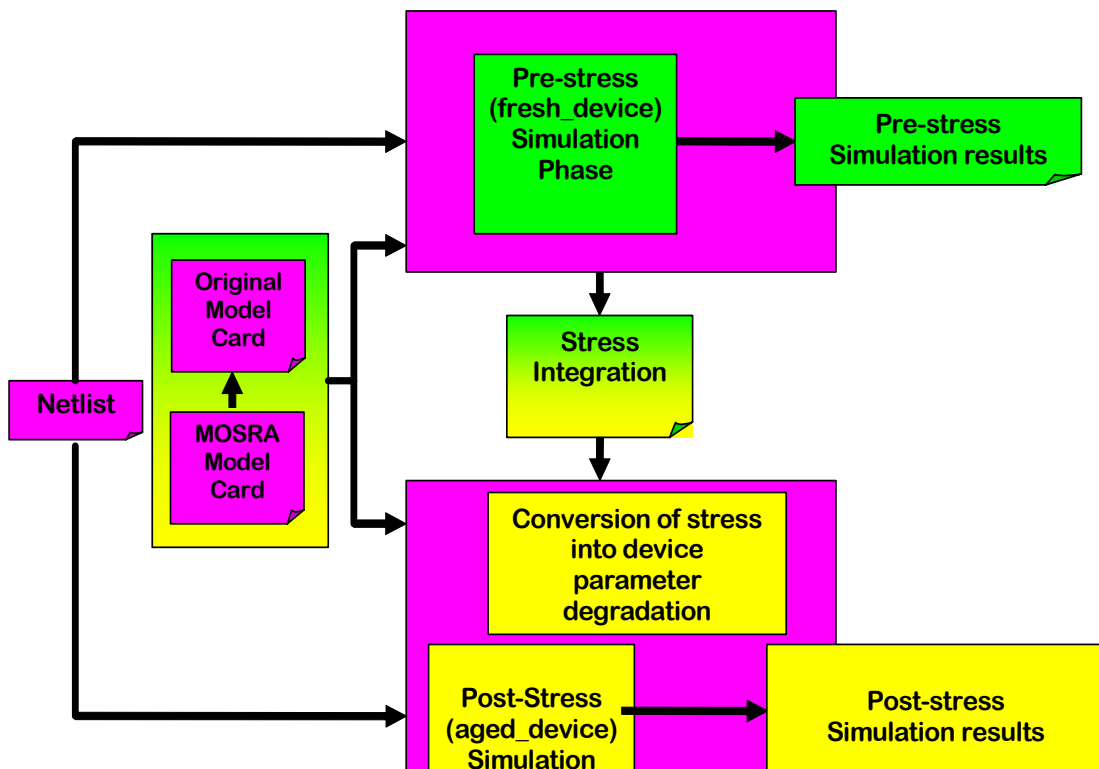 Pre-stress
(fresh_device)
Simulation
Phase
Pre-stress
Simulation results
Original
Model
Card
Stress
Integration
Netlist
MOSRA
Model
Card
Conversion of stress
into device
parameter
degradation
Post-Stress
(aged_device)
Simulation
Post-stress
Simulation results